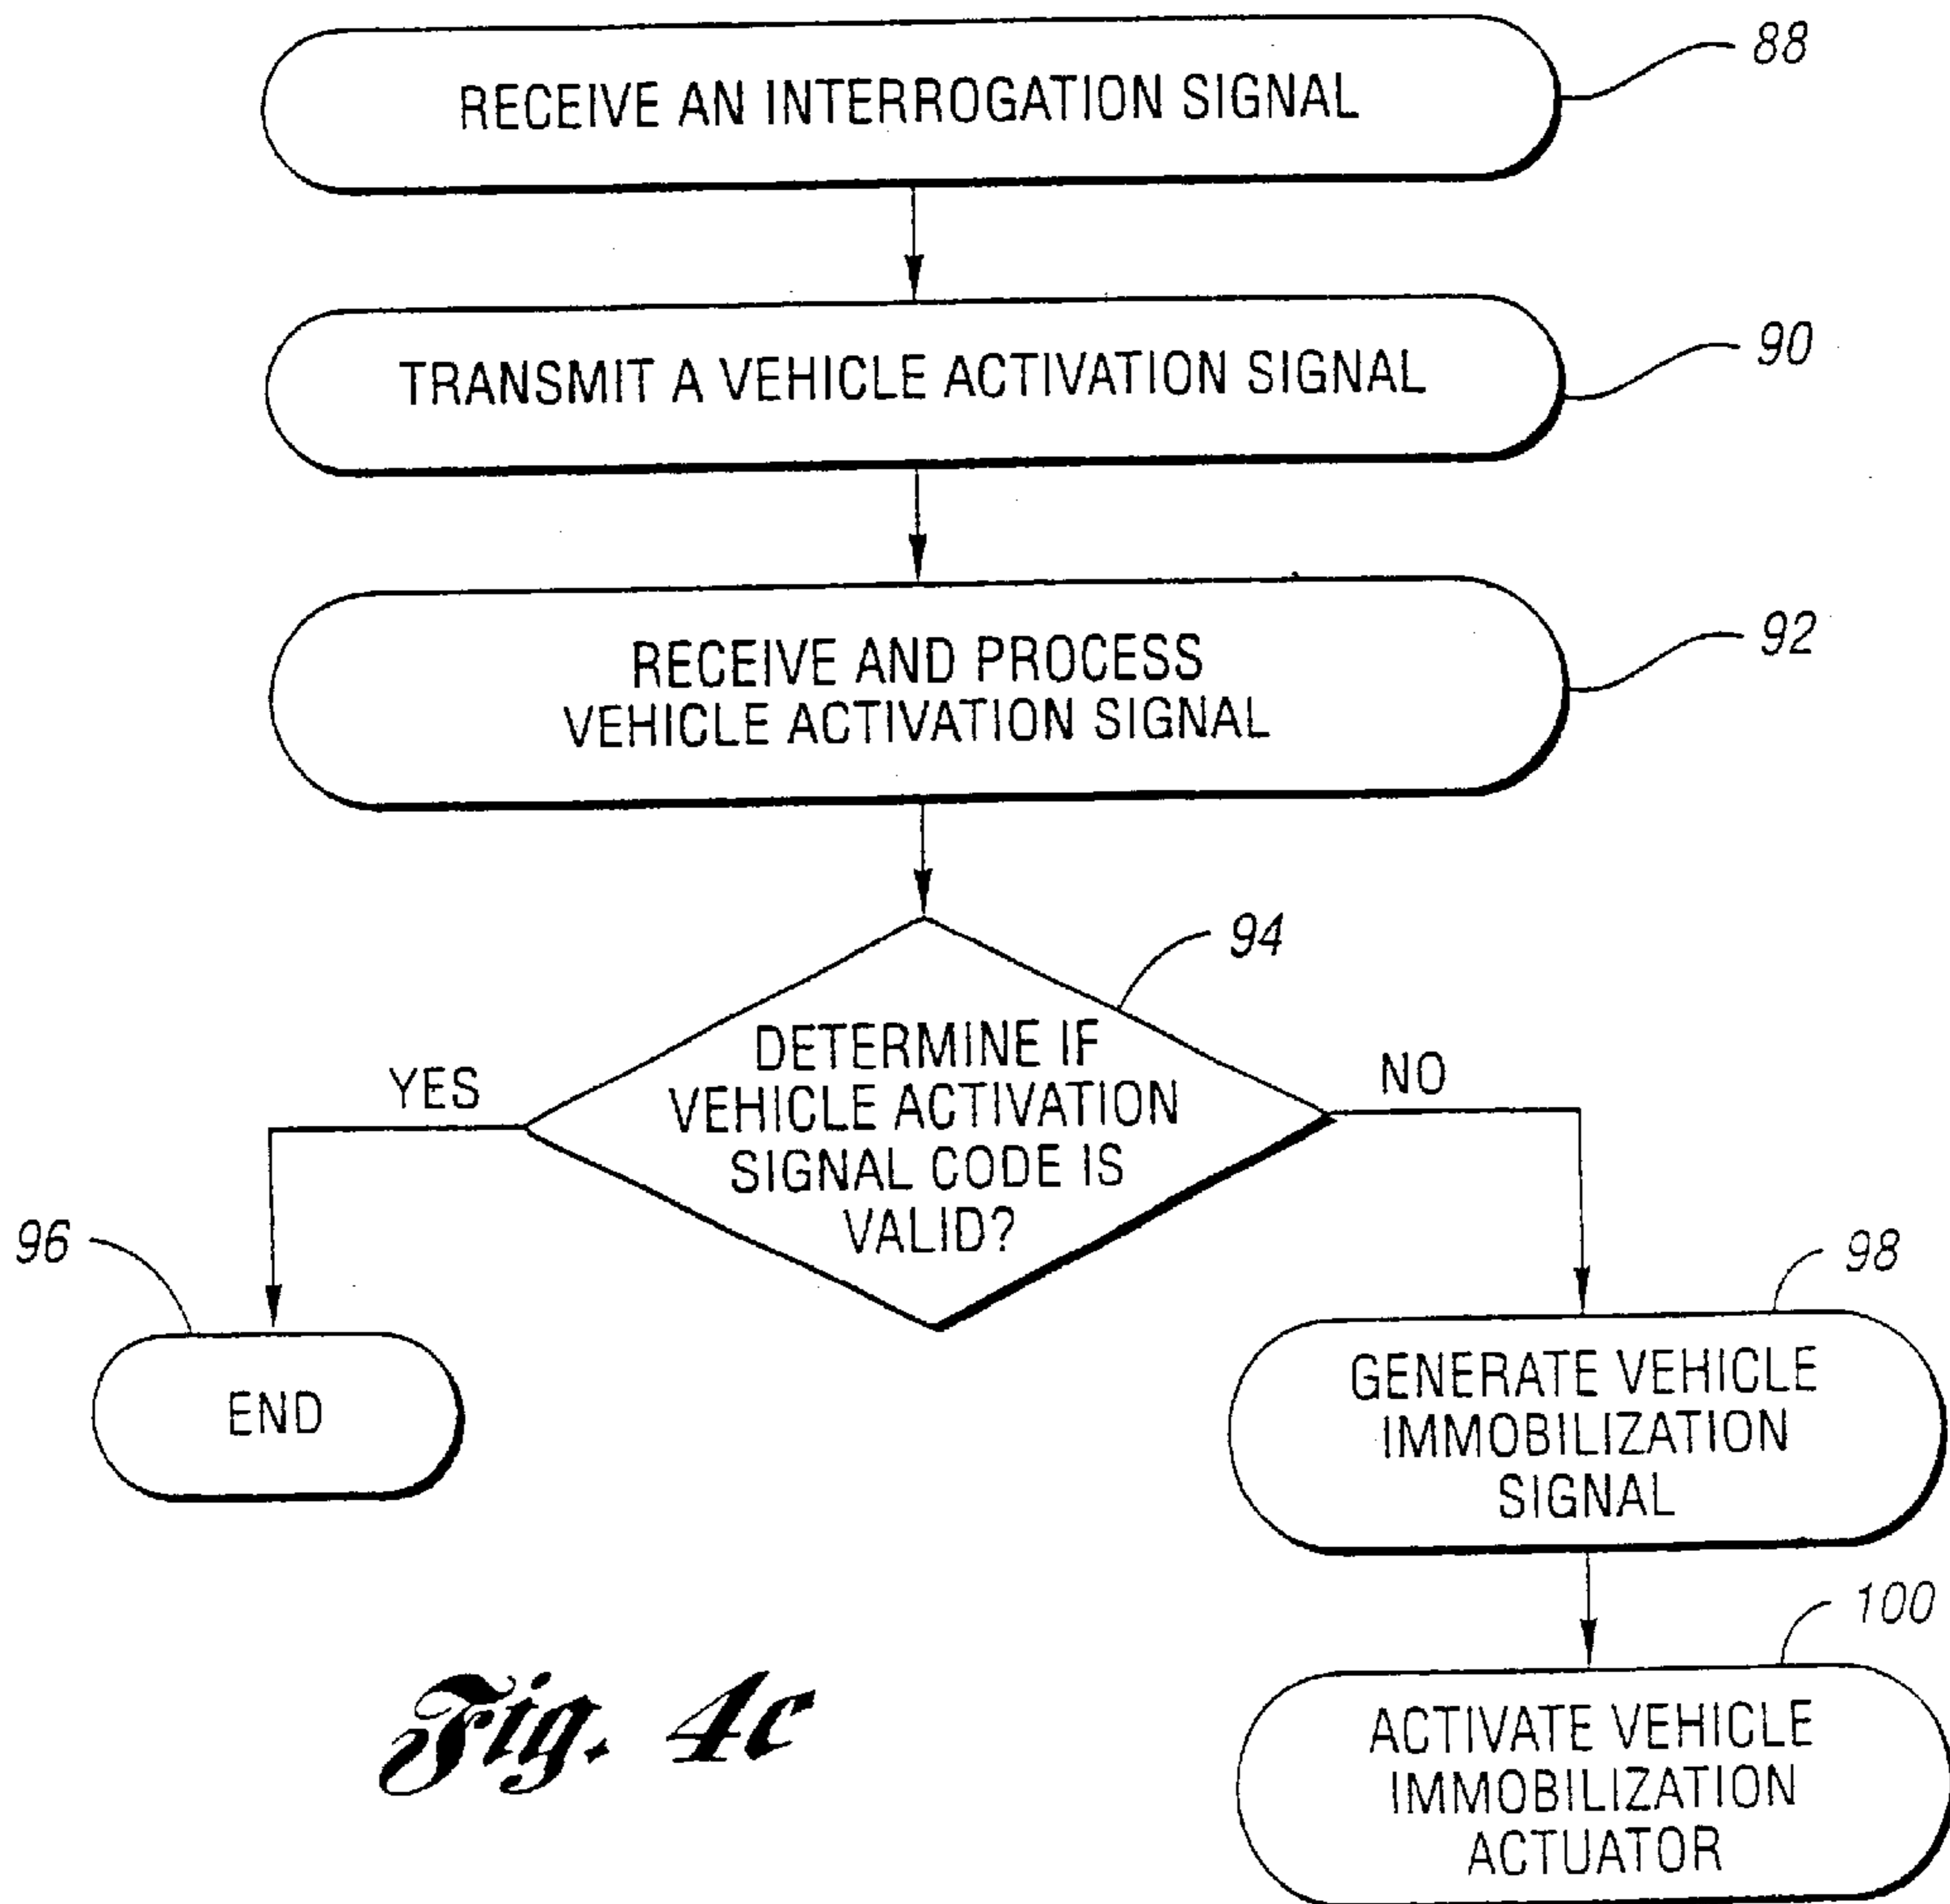 RECEIVE AN INTERROGATION SIGNAL
88
TRANSMIT A VEHICLE ACTIVATION SIGNAL
90
RECEIVE AND PROCESS
VEHICLE ACTIVATION SIGNAL
92
94
DETERMINE IF
VEHICLE ACTIVATION
SIGNAL CODE IS
VALID?
YES
NO
96
END
98
GENERATE VEHICLE
IMMOBILIZATION
SIGNAL
100
ACTIVATE VEHICLE
IMMOBILIZATION
ACTUATOR
Fig. 4c